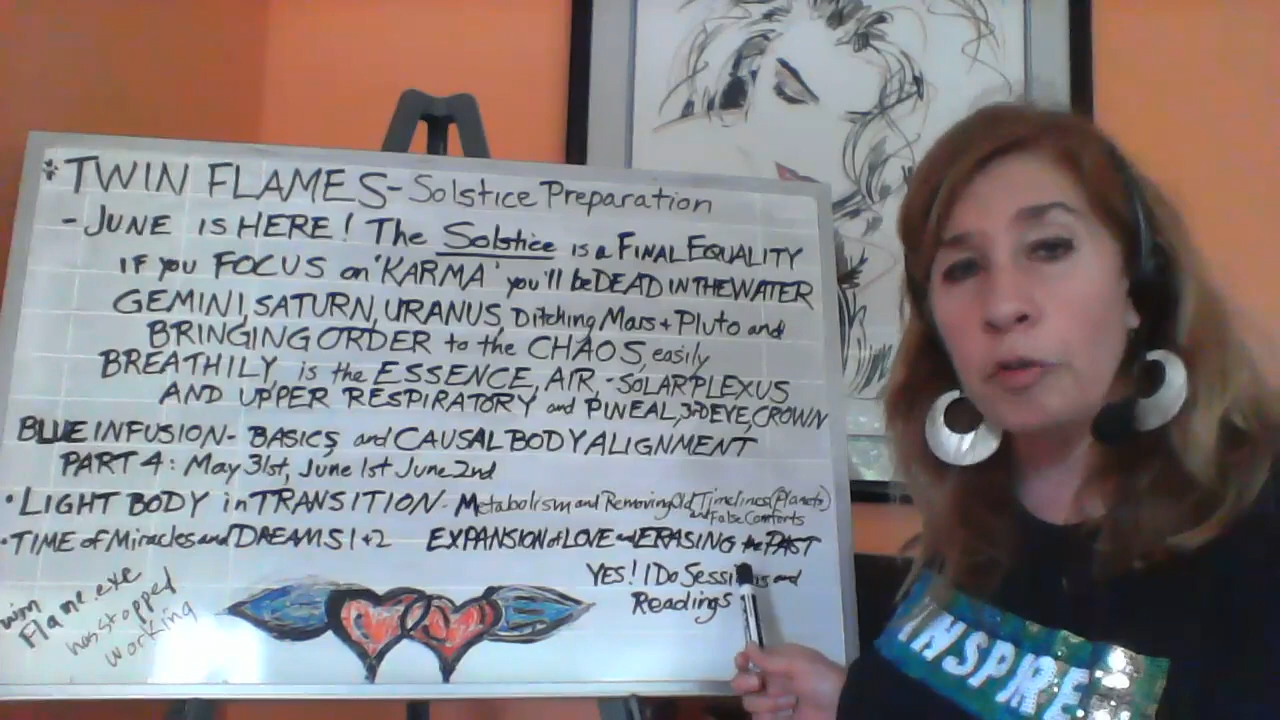 * TWIN FLAMES - Solstice Preparation
- JUNE IS HERE! The Solstice is a FINAL EQUALITY
IF you FOCUS on 'KARMA' you'll be DEAD IN THE WATER
GEMINI, SATURN, URANUS, Ditching Mars + Pluto and
BRINGING ORDER to the CHAOS, easily
BREATHILY is the ESSENCE, AIR, - SOLAR PLEXUS
AND UPPER RESPIRATORY and PINEAL, 3RD EYE, CROWN
BLUE INFUSION - BASICS and CAUSAL BODY ALIGNMENT
PART 4: May 31st, June 1st June 2nd
• LIGHT BODY in TRANSITION - Metabolism and Removing Old Timelines (Planets)
and False Comforts
• TIME of Miracles and DREAMS 1 + 2 EXPANSION of LOVE and ERASING the PAST
YES! I Do Sessions and
Readings
Flane.exe
has stopped
working
INSPIRE